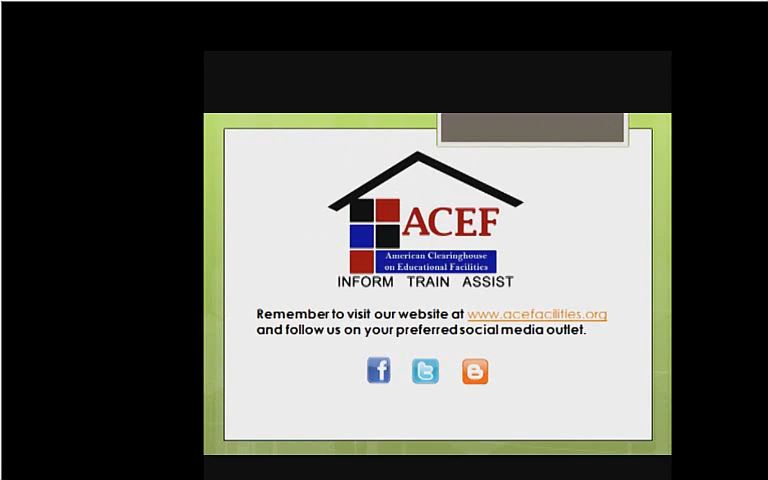 ACEF
American Clearinghouse
on Educational Facilities
INFORM TRAIN ASSIST
Remember to visit our website at www.acefacilities.org
and follow us on your preferred social media outlet.